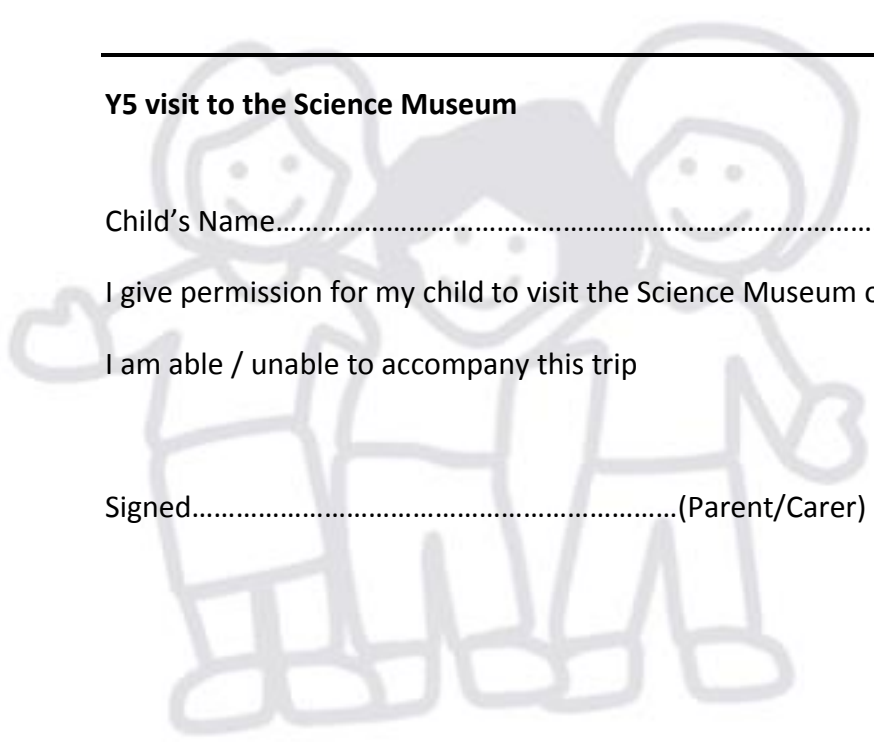 Y5 visit to the Science Museum
Child’s Name……………………………………………………………………
I give permission for my child to visit the Science Museum
I am able / unable to accompany this trip
Signed…………………………………………………………(Parent/Carer)